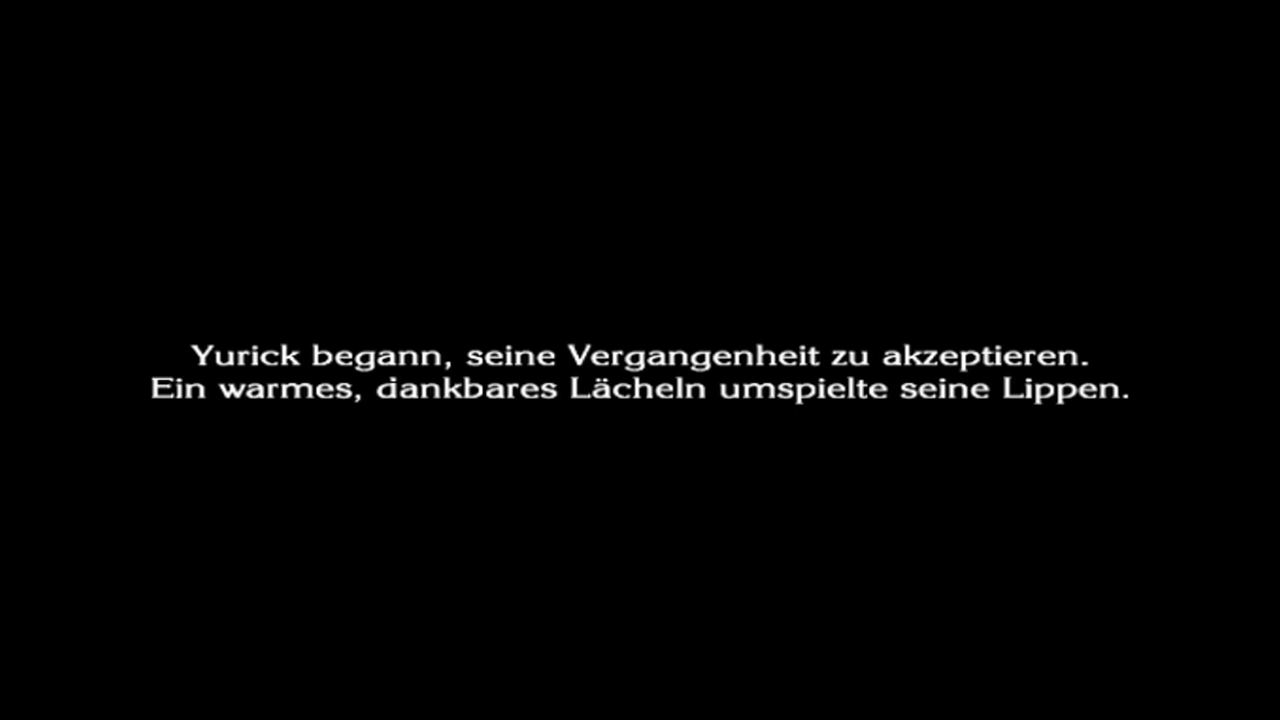 Yurick begann, seine Vergangenheit zu akzeptieren.
Ein warmes, dankbares Lächeln umspielte seine Lippen.